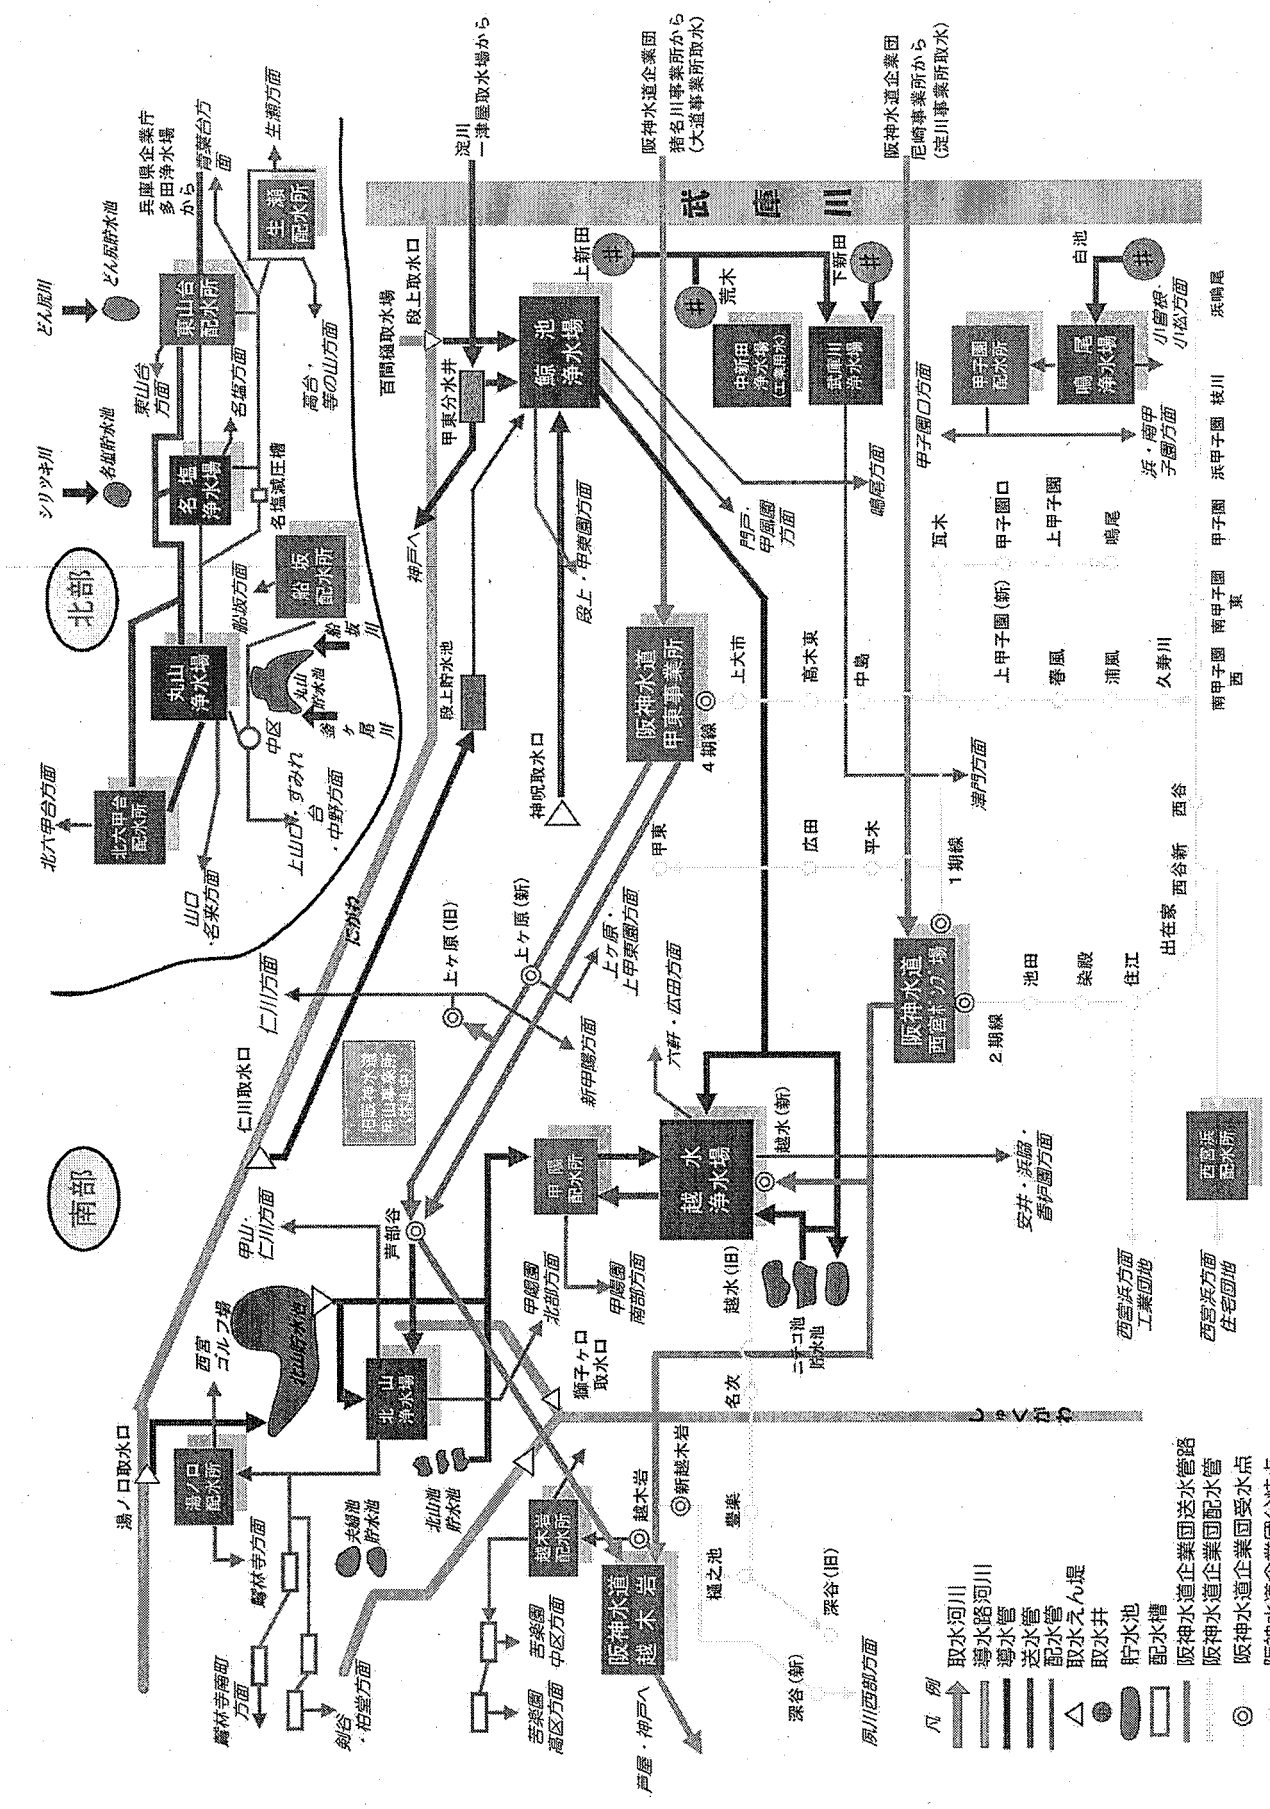 南部
北部
湯ノ口取水口
湯ノ口
配水所
西宮
ゴルフ場
鷲林寺方面
鷲林寺南町
方面
剣谷
・柏堂方面
夫婦池
貯水池
北山池
貯水池
北山貯水池
北山
浄水場
甲山・
仁川方面
仁川取水口
にがわ
仁川方面
芦部谷
上ヶ原(旧)
上ヶ原(新)
上ヶ原・
上甲東園方面
新甲陽方面
甲陽園
北部方面
甲陽園
南部方面
獅子ヶ口
取水口
甲陽
配水所
越水
浄水場
越水(新)
越水(旧)
六軒・広田方面
安井・浜脇・
香炉園方面
ニテコ池
貯水池
しゅくがわ
越木岩
配水所
越木岩
新越木岩
阪神水道
越木岩
苦楽園
中区方面
苦楽園
高区方面
芦屋・神戸へ
名次
豊楽
樋之池
深谷(旧)
深谷(新)
夙川西部方面
どん尻川
どん尻貯水池
シリツキ川
名塩貯水池
兵庫県企業庁
多田浄水場
から
青葉台方
面
生瀬方面
生瀬
配水所
東山台
配水所
東山台
方面
名塩方面
高台・
等の山方面
名塩
浄水場
名塩減圧槽
船坂方面
船坂
配水所
船坂川
丸山
浄水場
丸山
貯水池
釜ヶ尾川
中区
北六甲台方面
北六甲台
配水所
山口
・名来方面
上山口・すみれ
台
・中野方面
淀川
一津屋取水場から
百間樋取水場
段上取水口
甲東分水井
神戸へ
段上貯水池
神呪取水口
鯨池
浄水場
段上・甲東園方面
門戸・
甲風園
方面
鳴尾方面
阪神水道企業団
猪名川事業所から
(大道事業所取水)
阪神水道企業団
尼崎事業所から
(淀川事業所取水)
武庫川
上新田
井
荒木
井
下新田
井
白池
井
中新田
浄水場
(工業用水)
武庫川
浄水場
甲子園
配水所
鳴尾
浄水場
甲子園口方面
浜・南甲
子園方面
小曽根・
小松方面
阪神水道
甲東事業所
4期線
上大市
高木東
中島
津門方面
甲東
広田
平木
1期線
阪神水道
西宮ポンプ場
2期線
池田
染殿
住江
出在家
西谷新
西谷
瓦木
甲子園口
上甲子園
鳴尾
上甲子園(新)
春風
浦風
久寿川
南甲子園
西
南甲子園
東
甲子園
浜甲子園
枝川
浜鳴尾
西宮浜
配水所
西宮浜方面
工業団地
西宮浜方面
住宅団地
凡例
取水河川
導水路河川
導水管
送水管
配水管
取水えん堤
取水井
貯水池
配水槽
阪神水道企業団送水管路
阪神水道企業団配水管
阪神水道企業団受水点